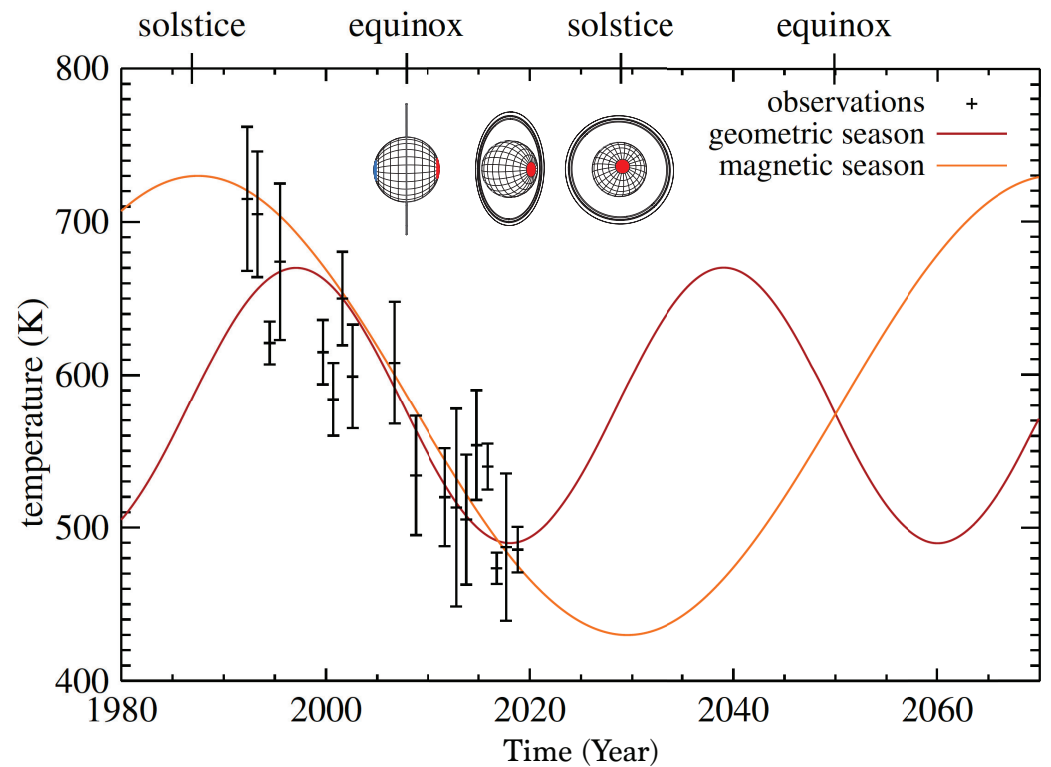 solstice equinox solstice equinox
800
700
600
500
400
temperature (K)
observations
geometric season
magnetic season
1980 2000 2020 2040 2060
Time (Year)